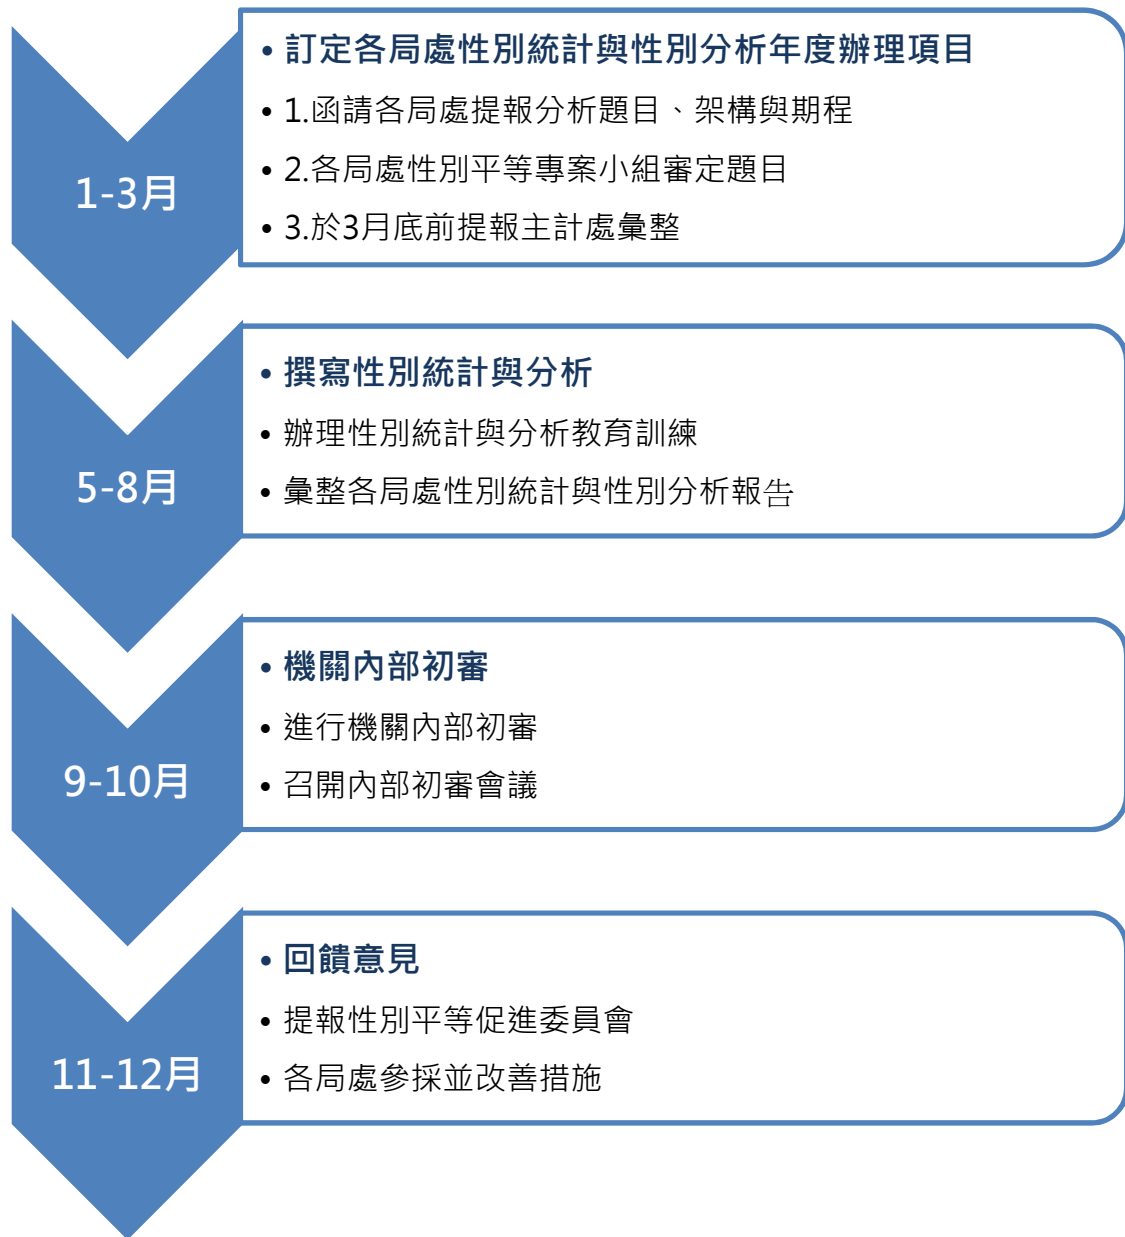 1-3月
• 訂定各局處性別統計與性別分析年度辦理項目
• 1.函請各局處提報分析題目、架構與期程
• 2.各局處性別平等專案小組審定題目
• 3.於3月底前提報主計處彙整
5-8月
• 撰寫性別統計與分析
• 辦理性別統計與分析教育訓練
• 彙整各局處性別統計與性別分析報告
9-10月
• 機關內部初審
• 進行機關內部初審
• 召開內部初審會議
11-12月
• 回饋意見
• 提報性別平等促進委員會
• 各局處參採並改善措施